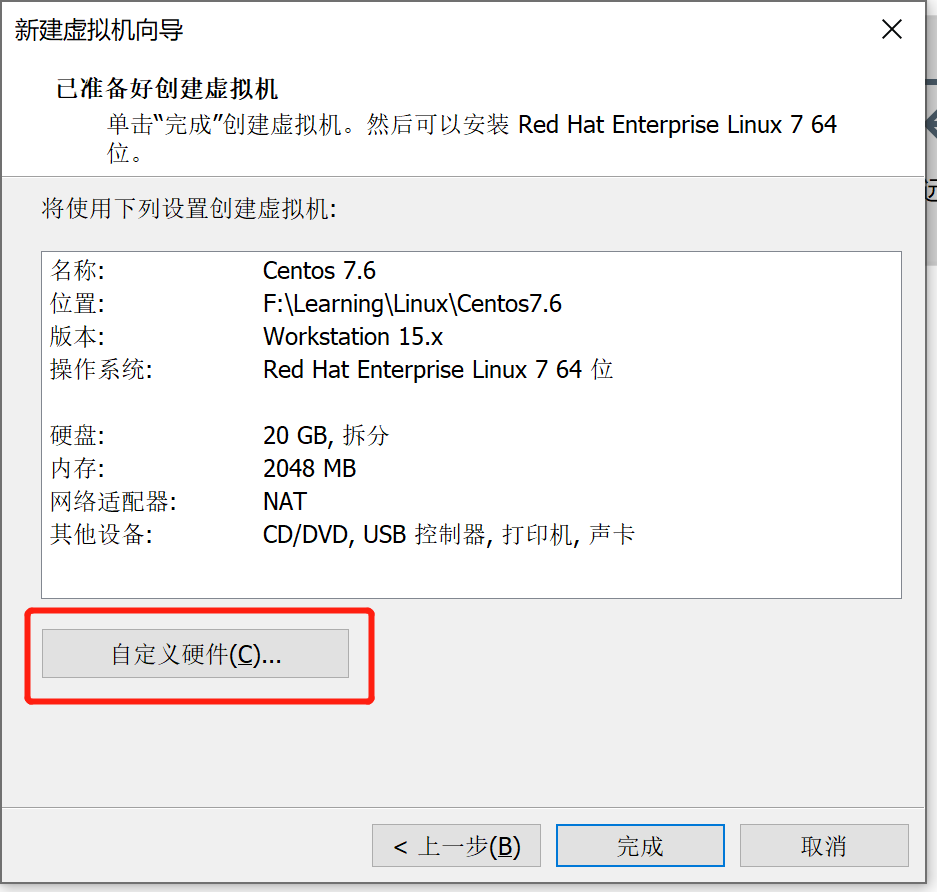 新建虚拟机向导
已准备好创建虚拟机
单击“完成”创建虚拟机。然后可以安装 Red Hat Enterprise Linux 7 64
位。
将使用下列设置创建虚拟机:
名称: Centos 7.6
位置: F:\Learning\Linux\Centos7.6
版本: Workstation 15.x
操作系统: Red Hat Enterprise Linux 7 64 位
硬盘: 20 GB, 拆分
内存: 2048 MB
网络适配器: NAT
其他设备: CD/DVD, USB 控制器, 打印机, 声卡
自定义硬件(C)...
< 上一步(B) 完成 取消